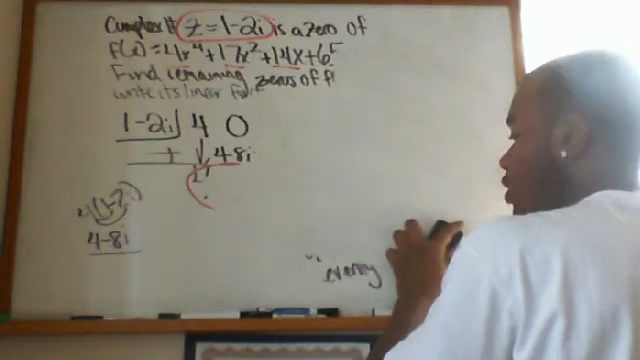 Complex #: z = 1-2i is a zero of
f(x) = 4x⁴ + 17x² + 14x + 65
Find remaining zeros of f
write its linear
1-2i 4 0
+ ↓ 4 8i
4(1-2i)
4-8i
every